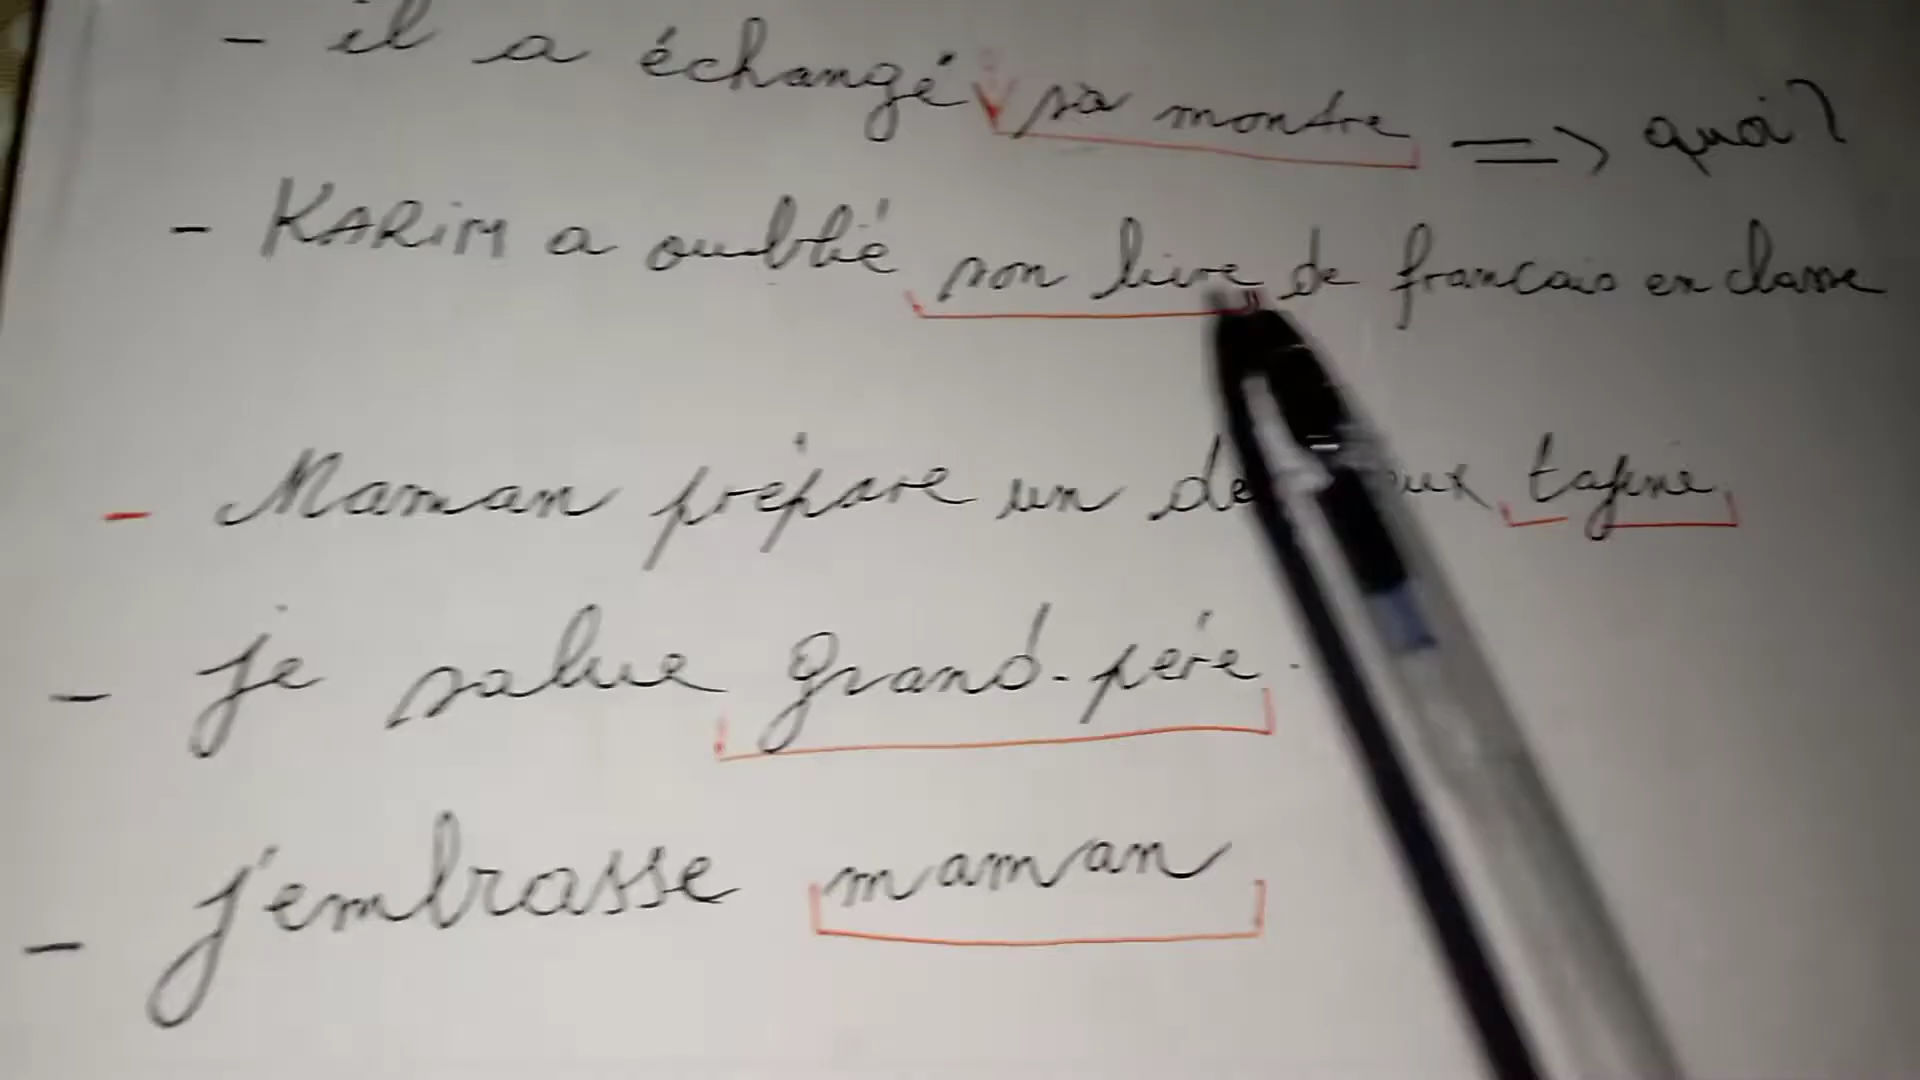 - il a échangé sa montre => quoi?
- KARiM a oublié son livre de francais en classe
- Maman prépare un tajine
- je salue grand-père.
- j'embrasse maman